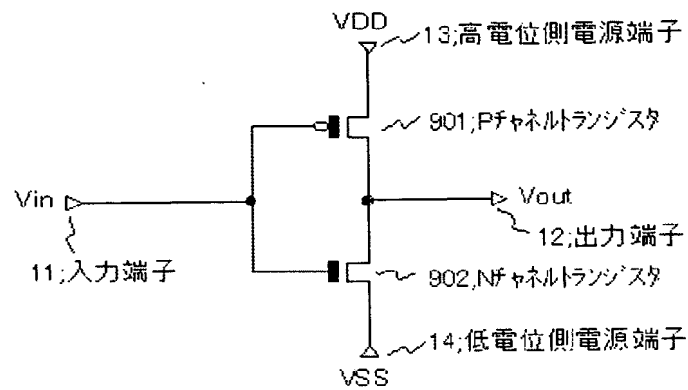 VDD
13;高電位側電源端子
901;Pチャネルトランジスタ
Vin
Vout
12;出力端子
11;入力端子
902,Nチャネルトランジスタ
14;低電位側電源端子
VSS